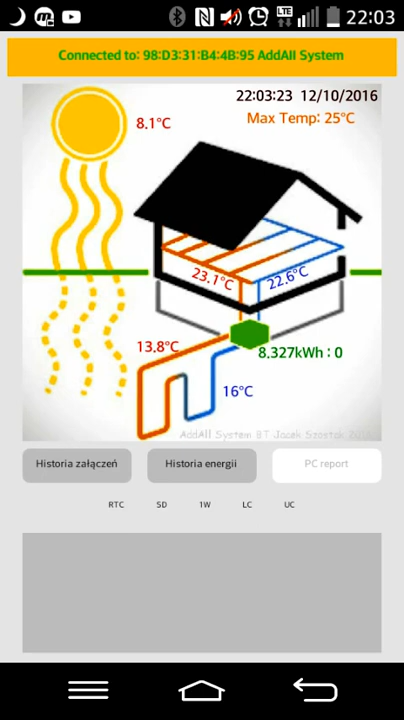 22:03
Connected to: 98:D3:31:B4:4B:95 AddAll System
22:03:23 12/10/2016
Max Temp: 25°C
8.1°C
23.1°C
22.6°C
13.8°C
8.327kWh : 0
16°C
AddAll System BT Jacek Szostak
Historia załączeń
Historia energii
PC report
RTC
SD
1W
LC
UC